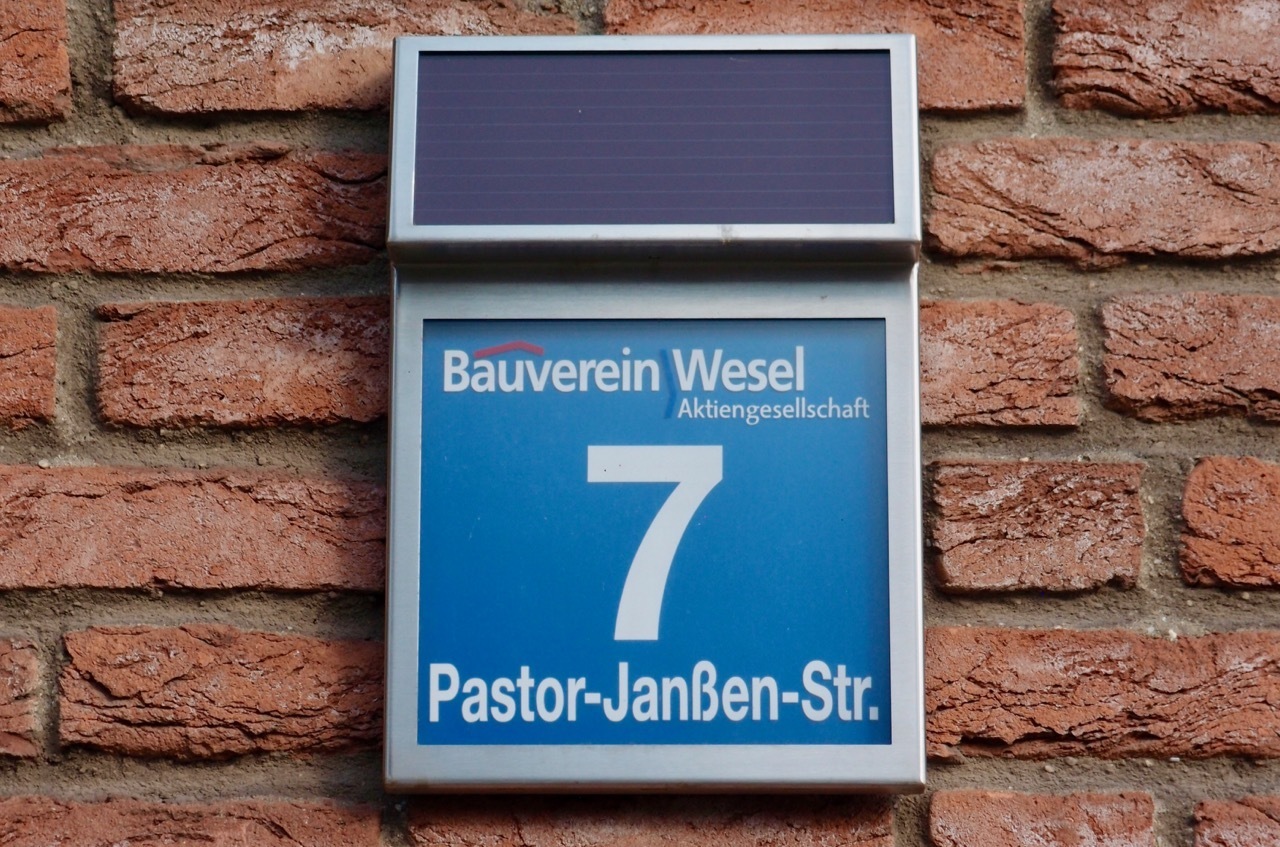 Bauverein Wesel
Aktiengesellschaft
7
Pastor-Janßen-Str.